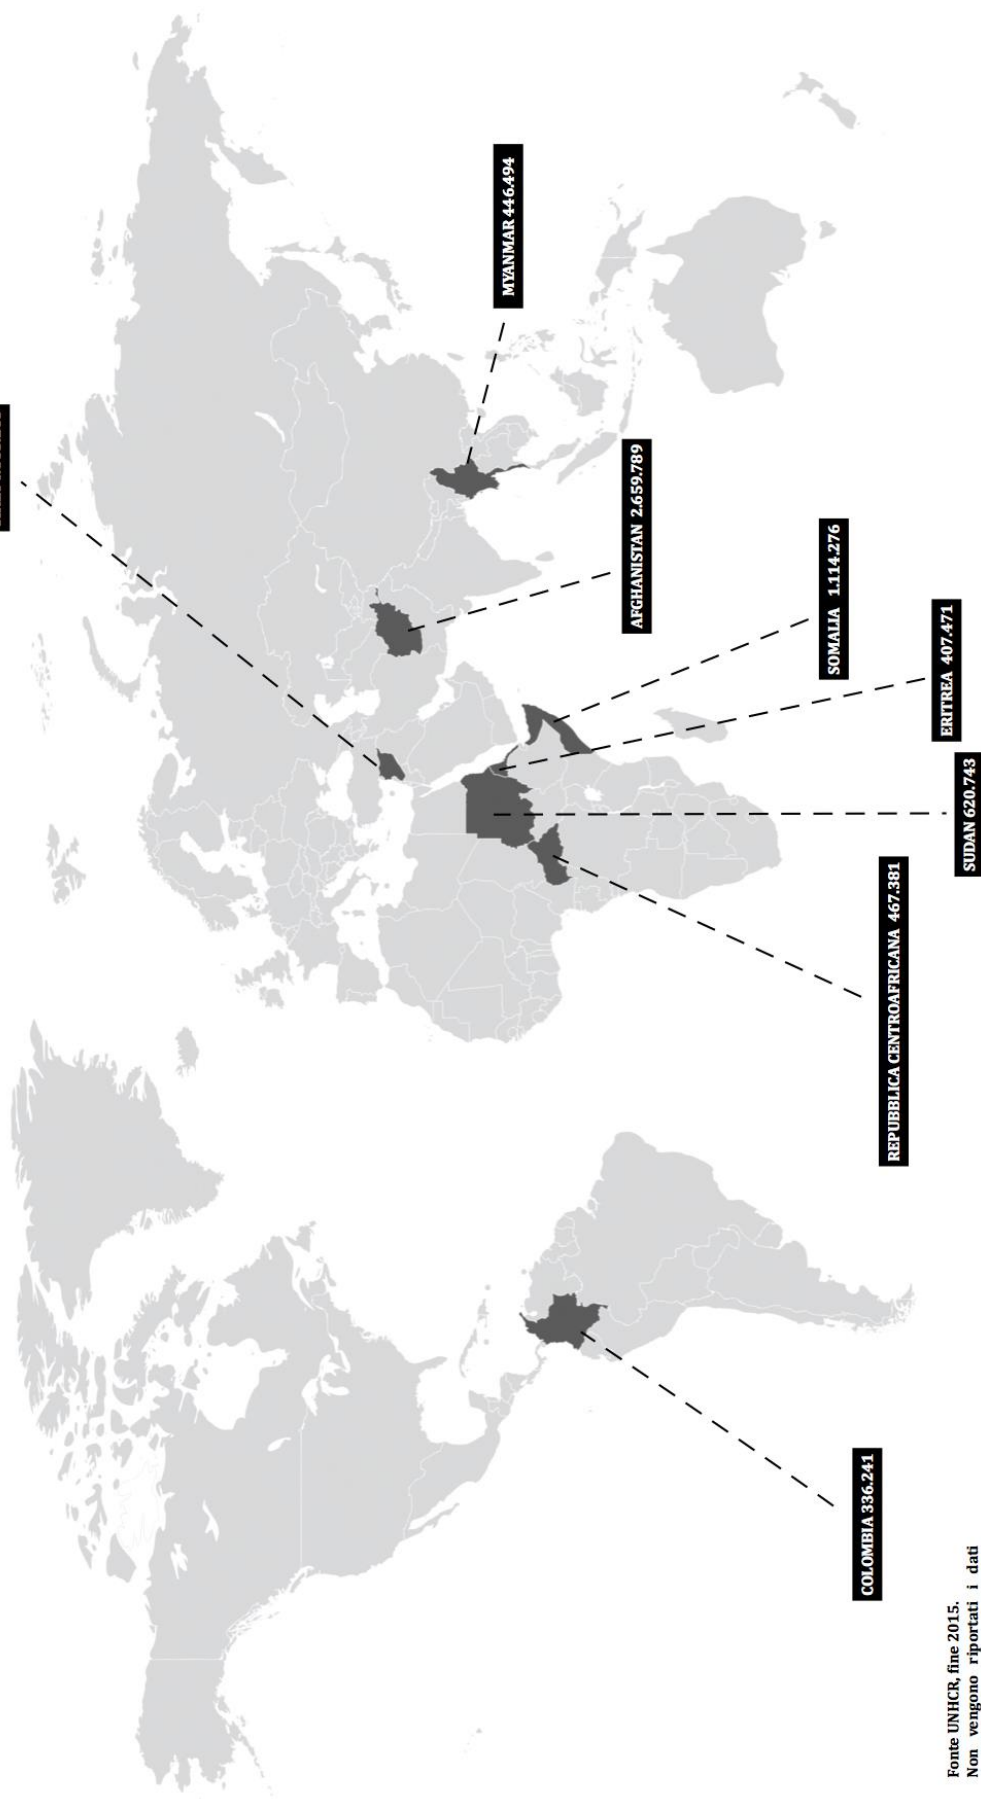 MYANMAR 446.494
AFGHANISTAN 2.659.789
SOMALIA 1.114.276
ERITREA 407.471
SUDAN 620.743
REPUBBLICA CENTROAFRICANA 467.381
COLOMBIA 336.241
Fonte UNHCR, fine 2015.
Non vengono riportati i dati